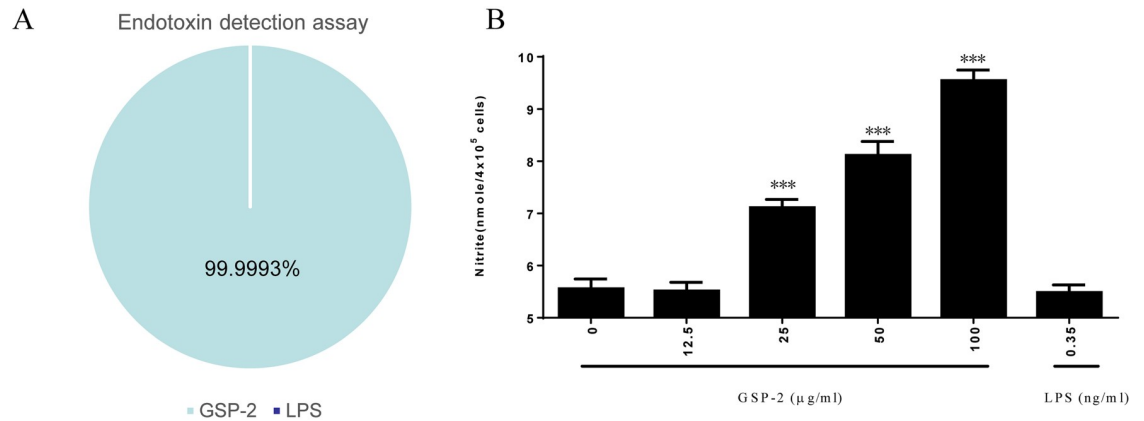 A
Endotoxin detection assay
99.9993%
GSP-2 LPS
B
Nitrite(nmole/4x10⁵ cells)
10
9
8
7
6
5
***
***
***
0
12.5
25
50
100
0.35
GSP-2 (μg/ml)
LPS (ng/ml)